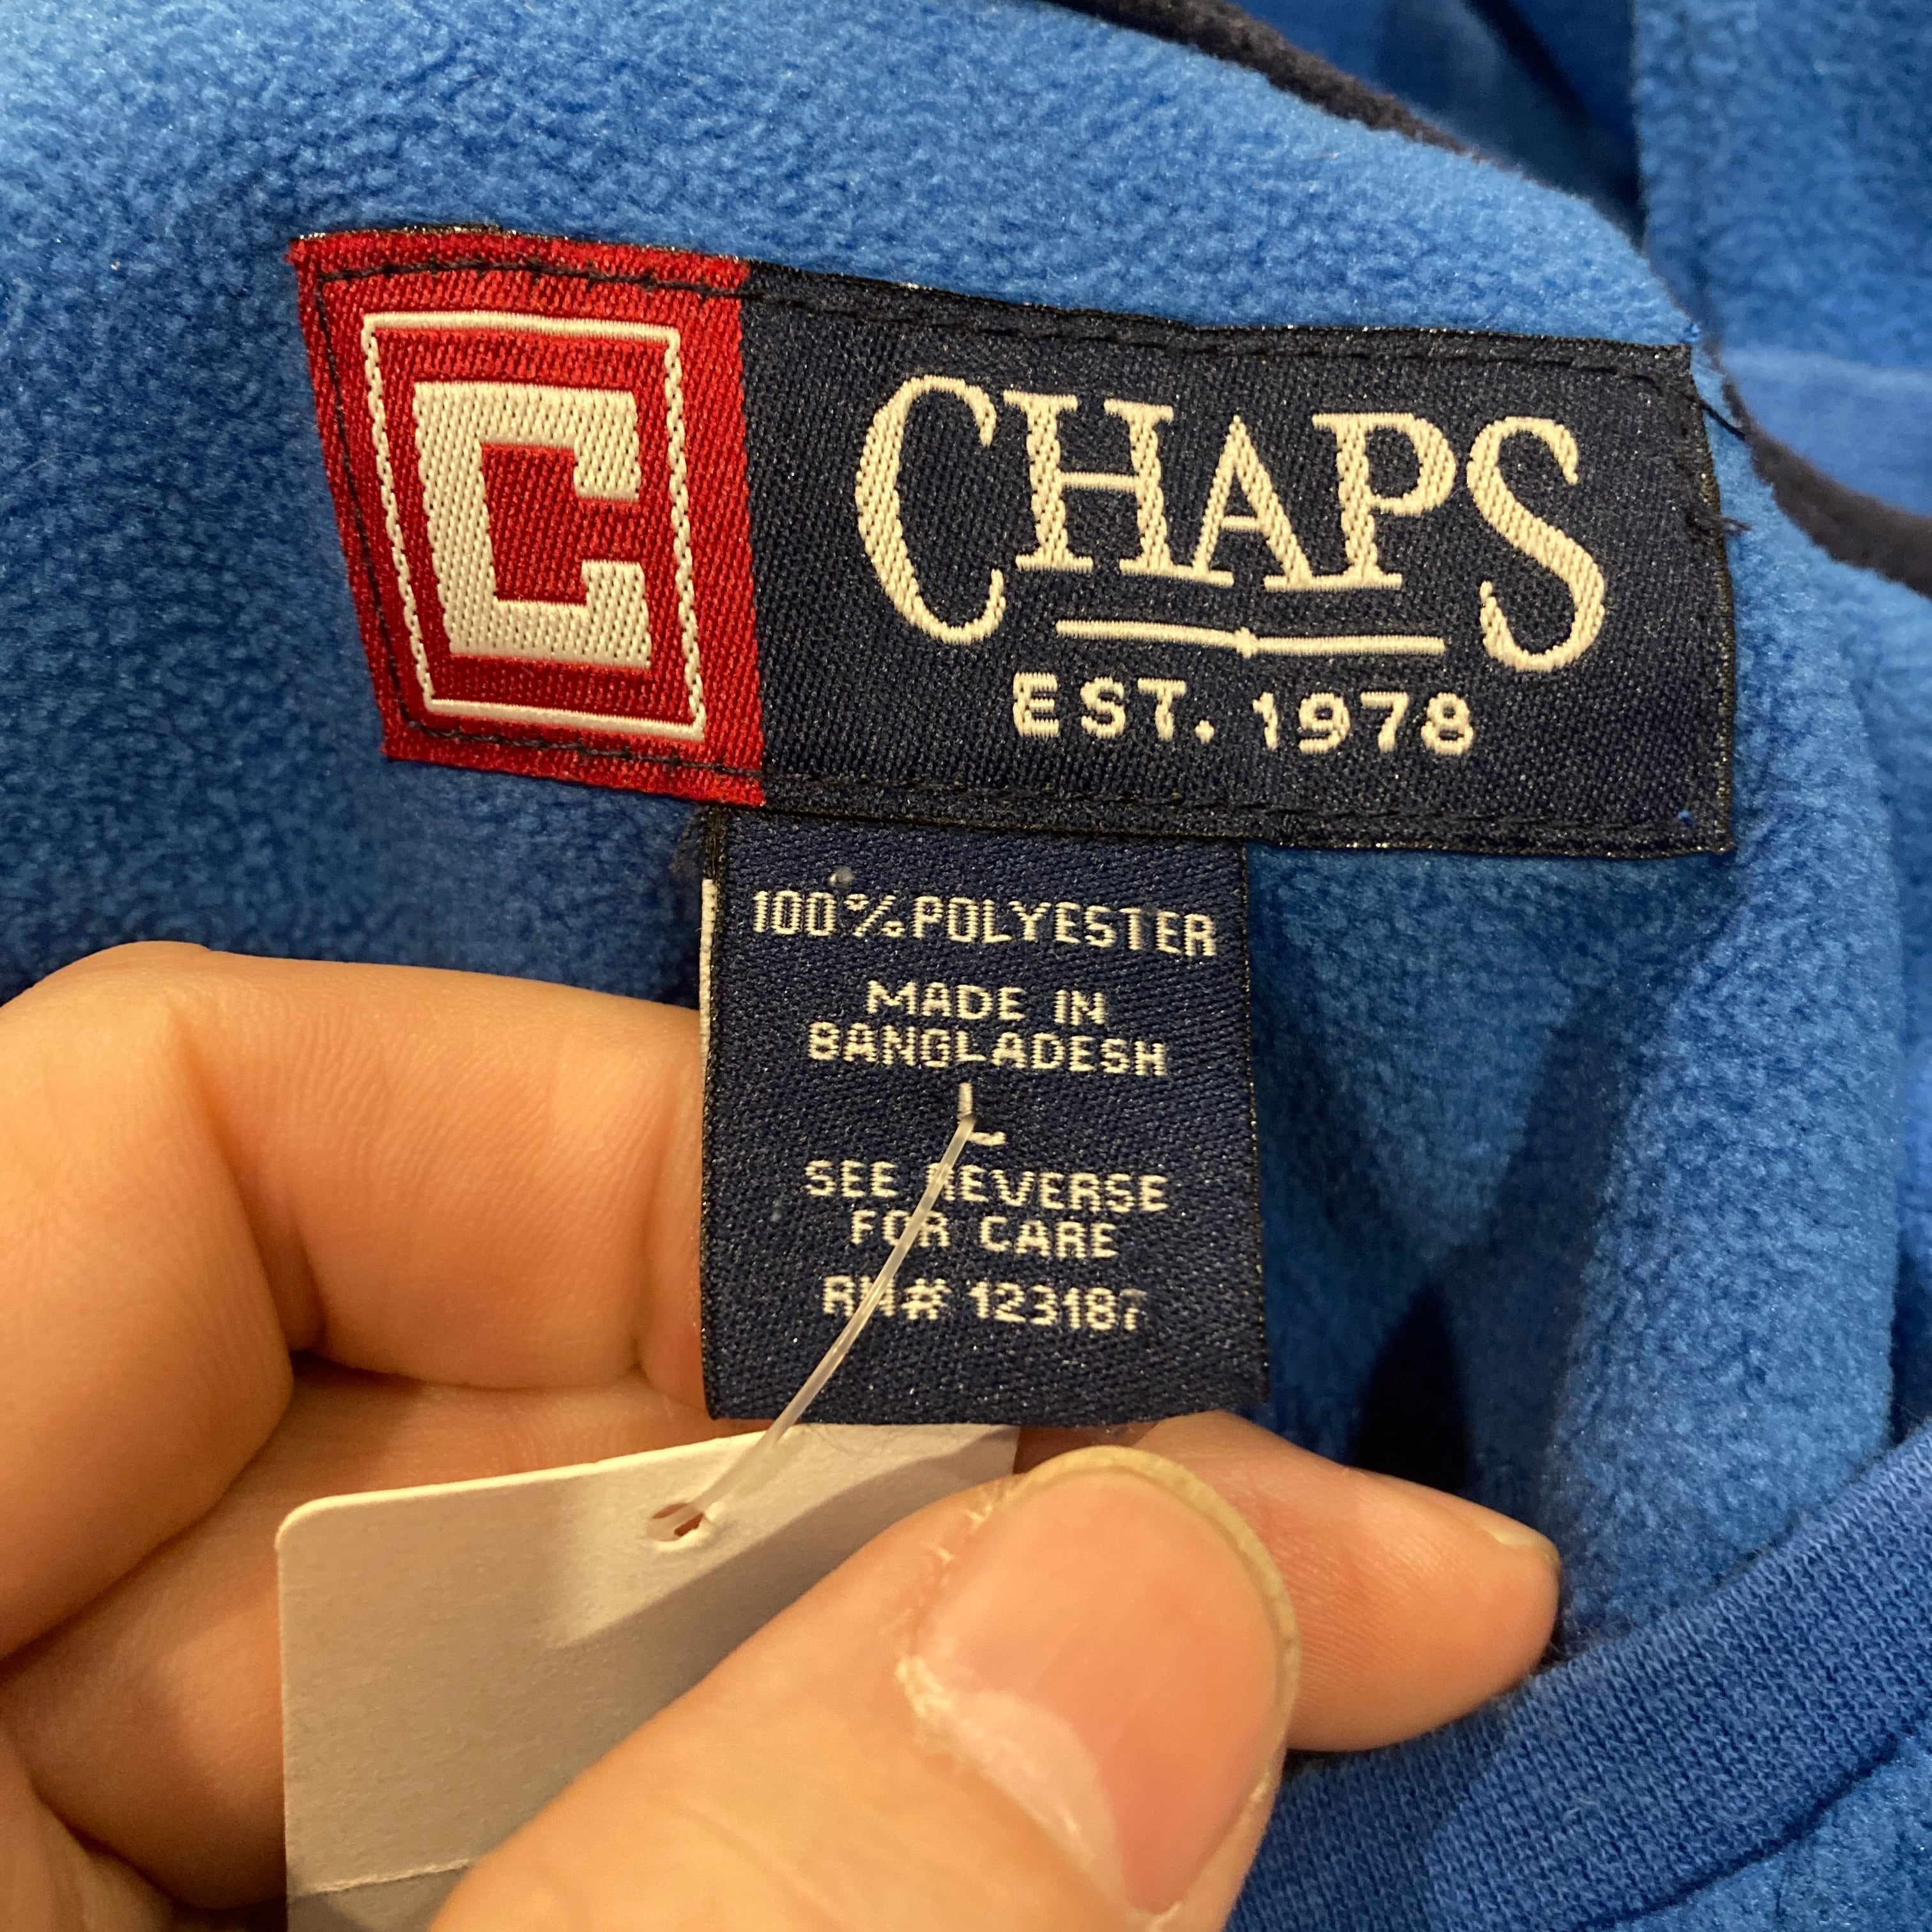 C
CHAPS
EST. 1978
100% POLYESTER
MADE IN
BANGLADESH
L
SEE REVERSE
FOR CARE
RN# 123187